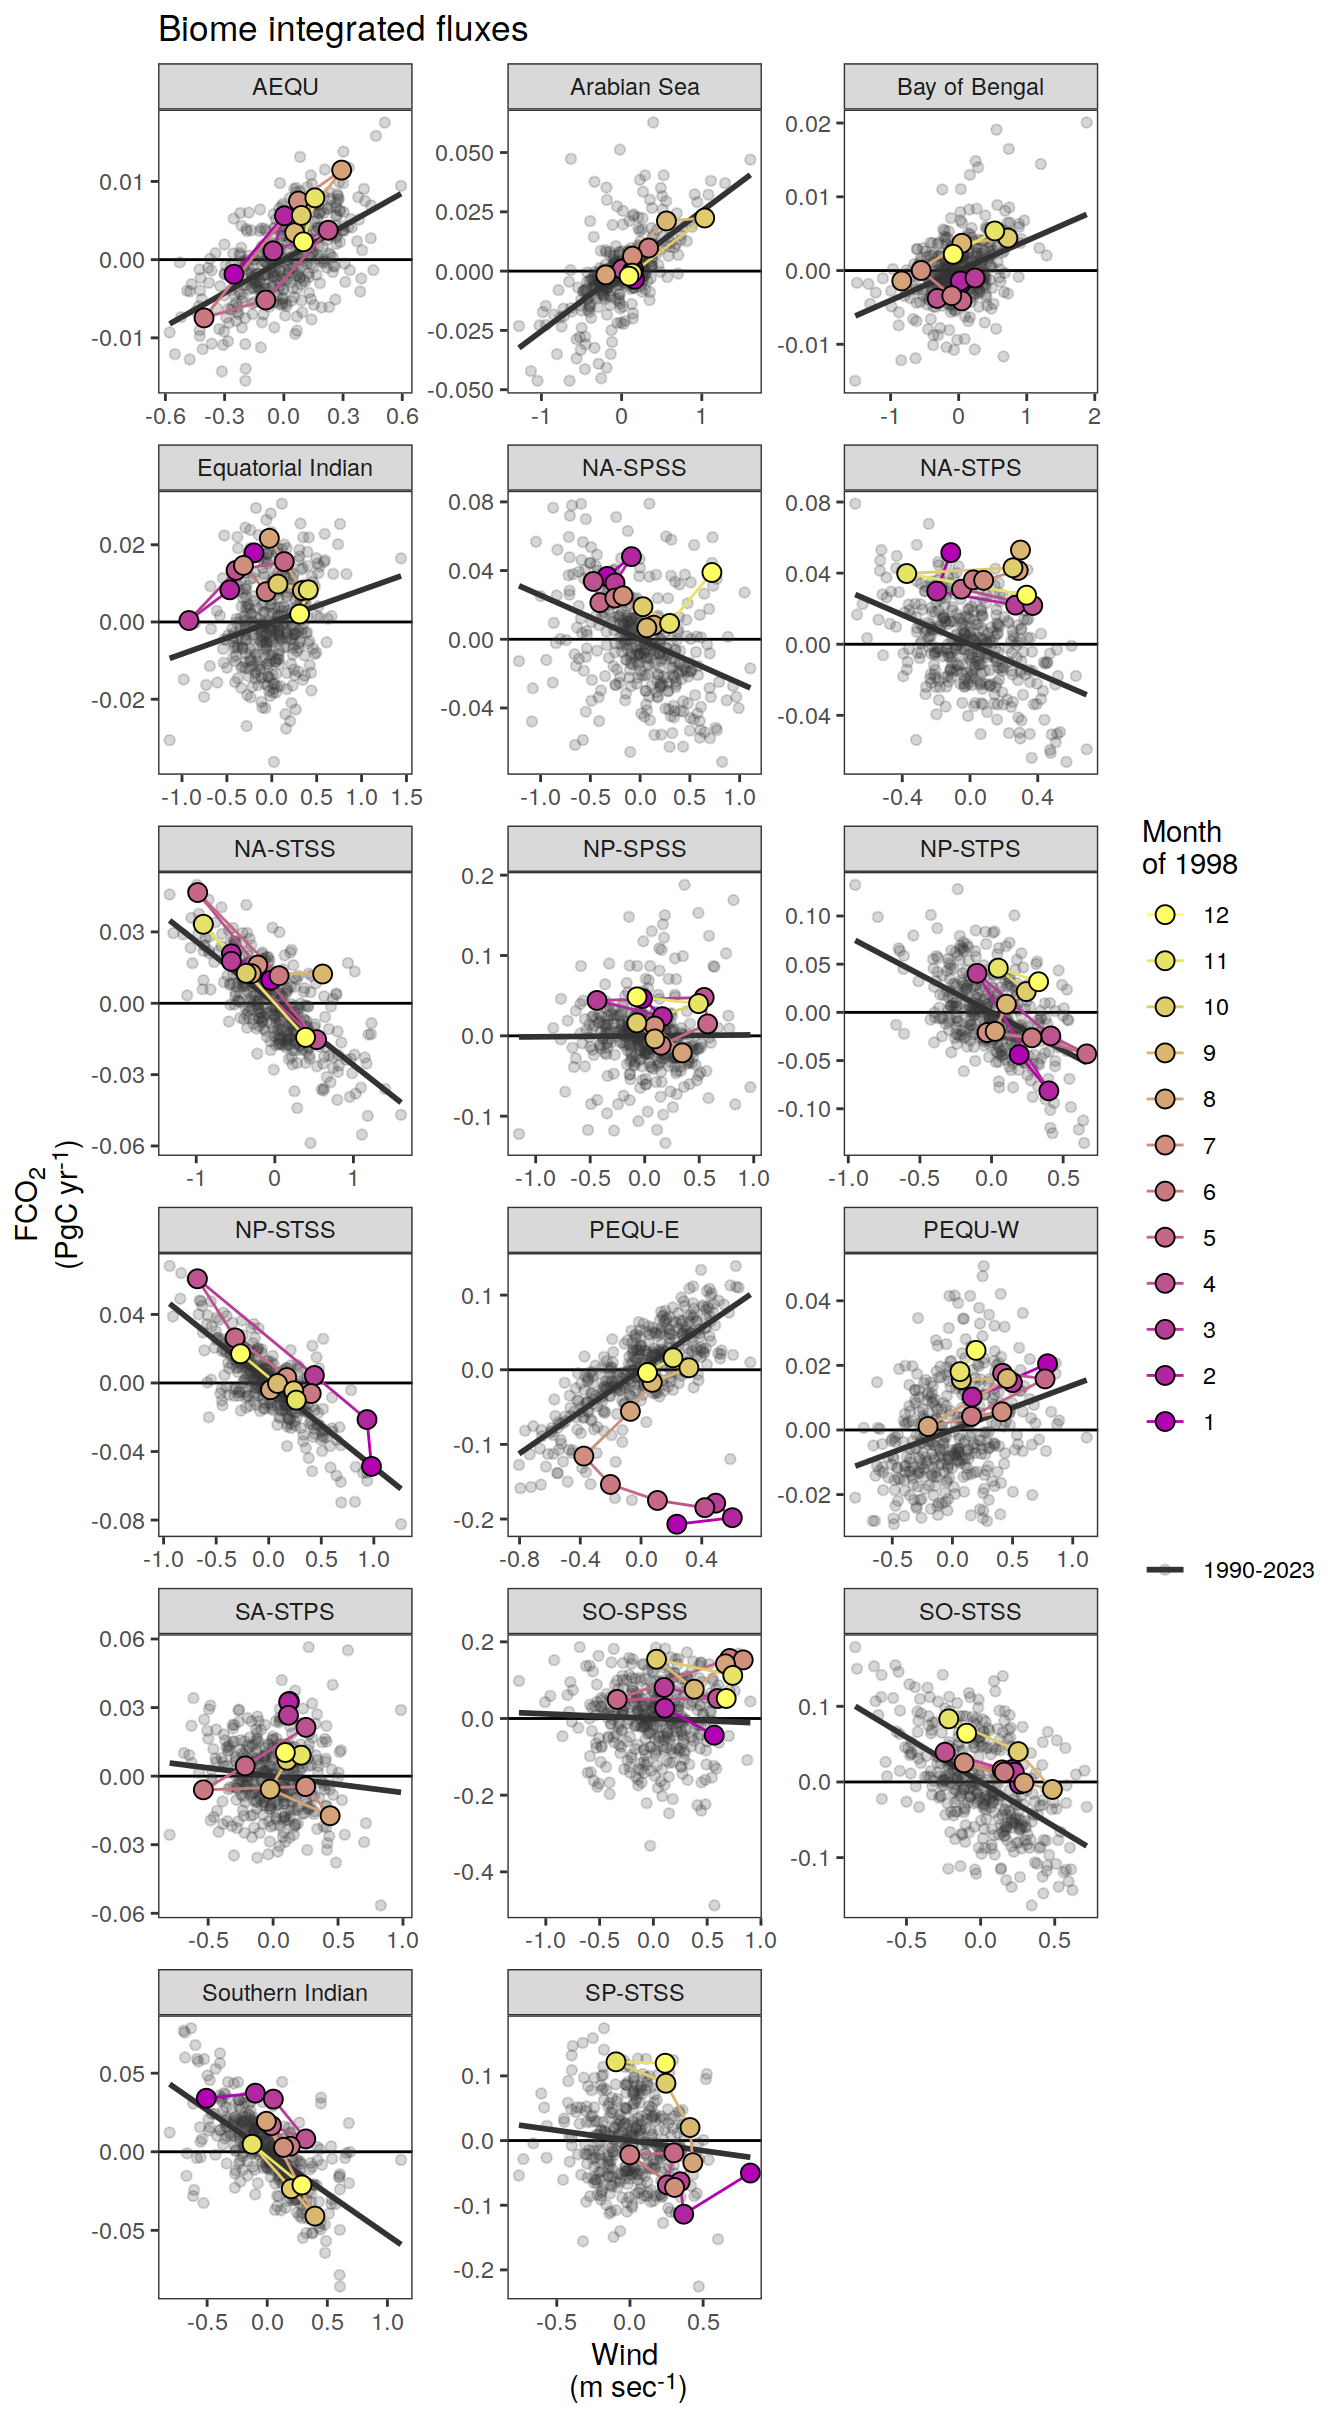 Biome integrated fluxes
AEQU
Arabian Sea
Bay of Bengal
0.01
0.00
-0.01
-0.6 -0.3 0.0 0.3 0.6
0.050
0.025
0.000
-0.025
-0.050
-1 0 1
0.02
0.01
0.00
-0.01
-1 0 1 2
Equatorial Indian
NA-SPSS
NA-STPS
0.02
0.00
-0.02
-1.0 -0.5 0.0 0.5 1.0 1.5
0.08
0.04
0.00
-0.04
-1.0 -0.5 0.0 0.5 1.0
0.08
0.04
0.00
-0.04
-0.4 0.0 0.4
NA-STSS
NP-SPSS
NP-STPS
0.03
0.00
-0.03
-0.06
-1 0 1
0.2
0.1
0.0
-0.1
-1.0 -0.5 0.0 0.5 1.0
0.10
0.05
0.00
-0.05
-0.10
-1.0 -0.5 0.0 0.5
NP-STSS
PEQU-E
PEQU-W
0.04
0.00
-0.04
-0.08
-1.0 -0.5 0.0 0.5 1.0
0.1
0.0
-0.1
-0.2
-0.8 -0.4 0.0 0.4
0.04
0.02
0.00
-0.02
-0.5 0.0 0.5 1.0
SA-STPS
SO-SPSS
SO-STSS
0.06
0.03
0.00
-0.03
-0.06
-0.5 0.0 0.5 1.0
0.2
0.0
-0.2
-0.4
-1.0 -0.5 0.0 0.5 1.0
0.1
0.0
-0.1
-0.5 0.0 0.5
Southern Indian
SP-STSS
0.05
0.00
-0.05
-0.5 0.0 0.5 1.0
0.1
0.0
-0.1
-0.2
-0.5 0.0 0.5
FCO₂
(PgC yr⁻¹)
Wind
(m sec⁻¹)
Month
of 1998
12
11
10
9
8
7
6
5
4
3
2
1
1990-2023